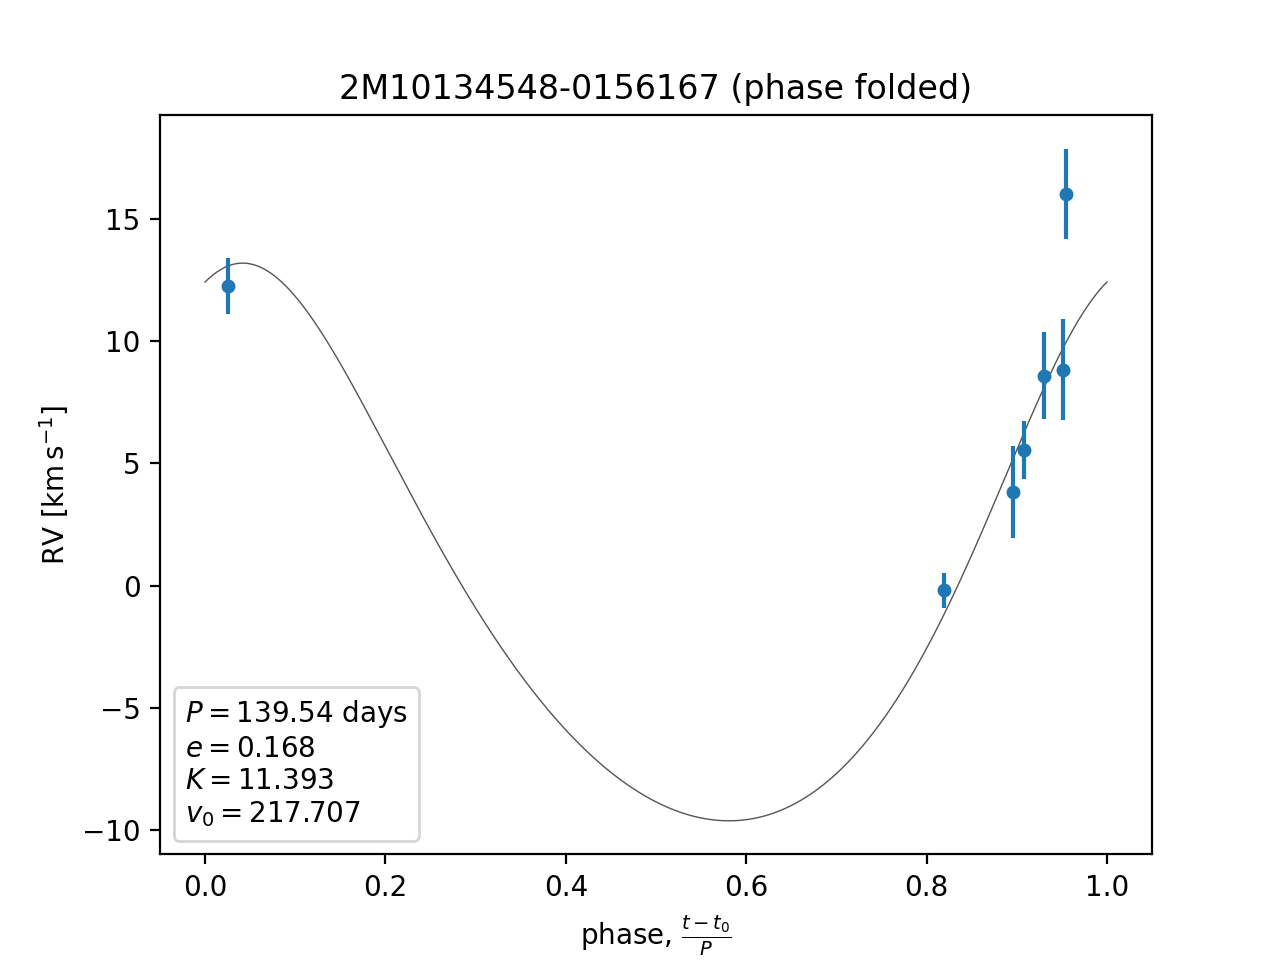 2M10134548-0156167 (phase folded)
RV [km s⁻¹]
15
10
5
0
−5
−10
P = 139.54 days
e = 0.168
K = 11.393
v₀ = 217.707
0.0 0.2 0.4 0.6 0.8 1.0
phase, \frac{t − t₀}{P}